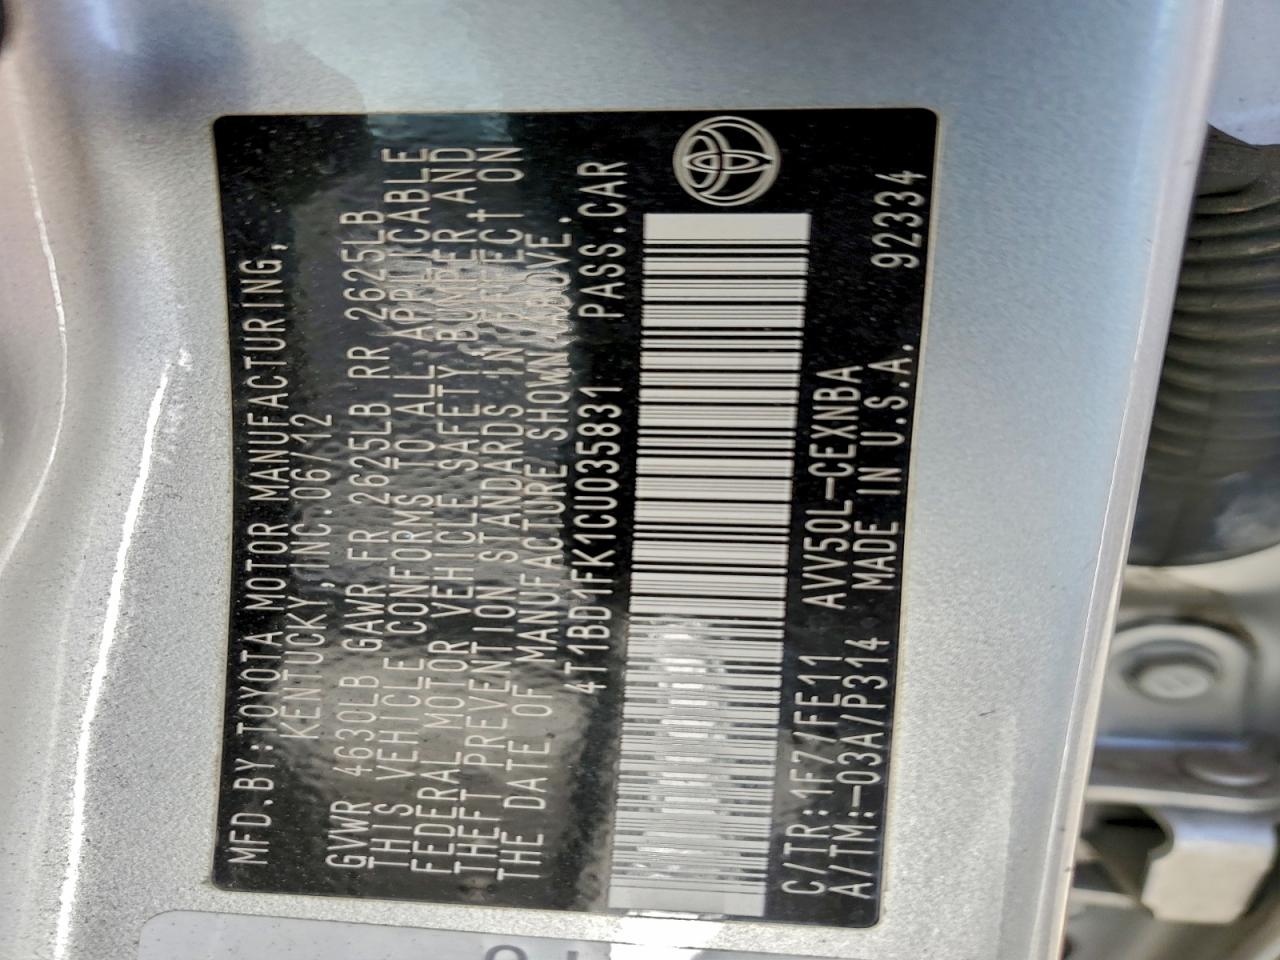 MFD.BY:TOYOTA MOTOR MANUFACTURING,
KENTUCKY,INC.06/12
GVWR 4630LB GAWR FR 2625LB RR 2625LB
THIS VEHICLE CONFORMS TO ALL APPLICABLE
FEDERAL MOTOR VEHICLE SAFETY BUMPER AND
THEFT PREVENTION STANDARDS IN EFFECT ON
THE DATE OF MANUFACTURE SHOWN ABOVE.
4T1BD1FK1CU035831 PASS.CAR
C/TR:1F7/FE11 AVV50L-CEXNBA 92334
A/TM:-03A/P314 MADE IN U.S.A.